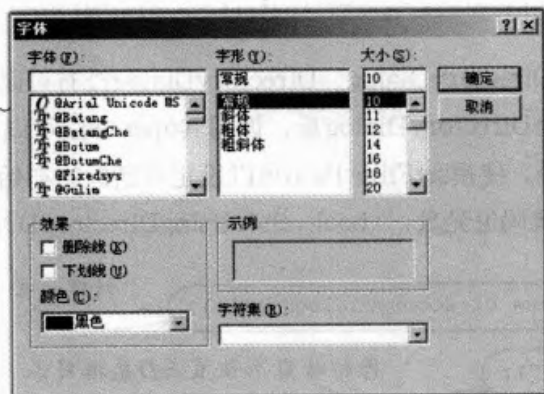 字体
字体(F):
字形(Y):
大小(S):
常规
10
确定
取消
@Arial Unicode MS
@Batang
@BatangChe
@Dotum
@DotumChe
@Fixedsys
@Gulim
常规
斜体
粗体
粗斜体
10
11
12
14
16
18
20
效果
删除线(K)
下划线(U)
颜色(C):
黑色
示例
字符集(R):